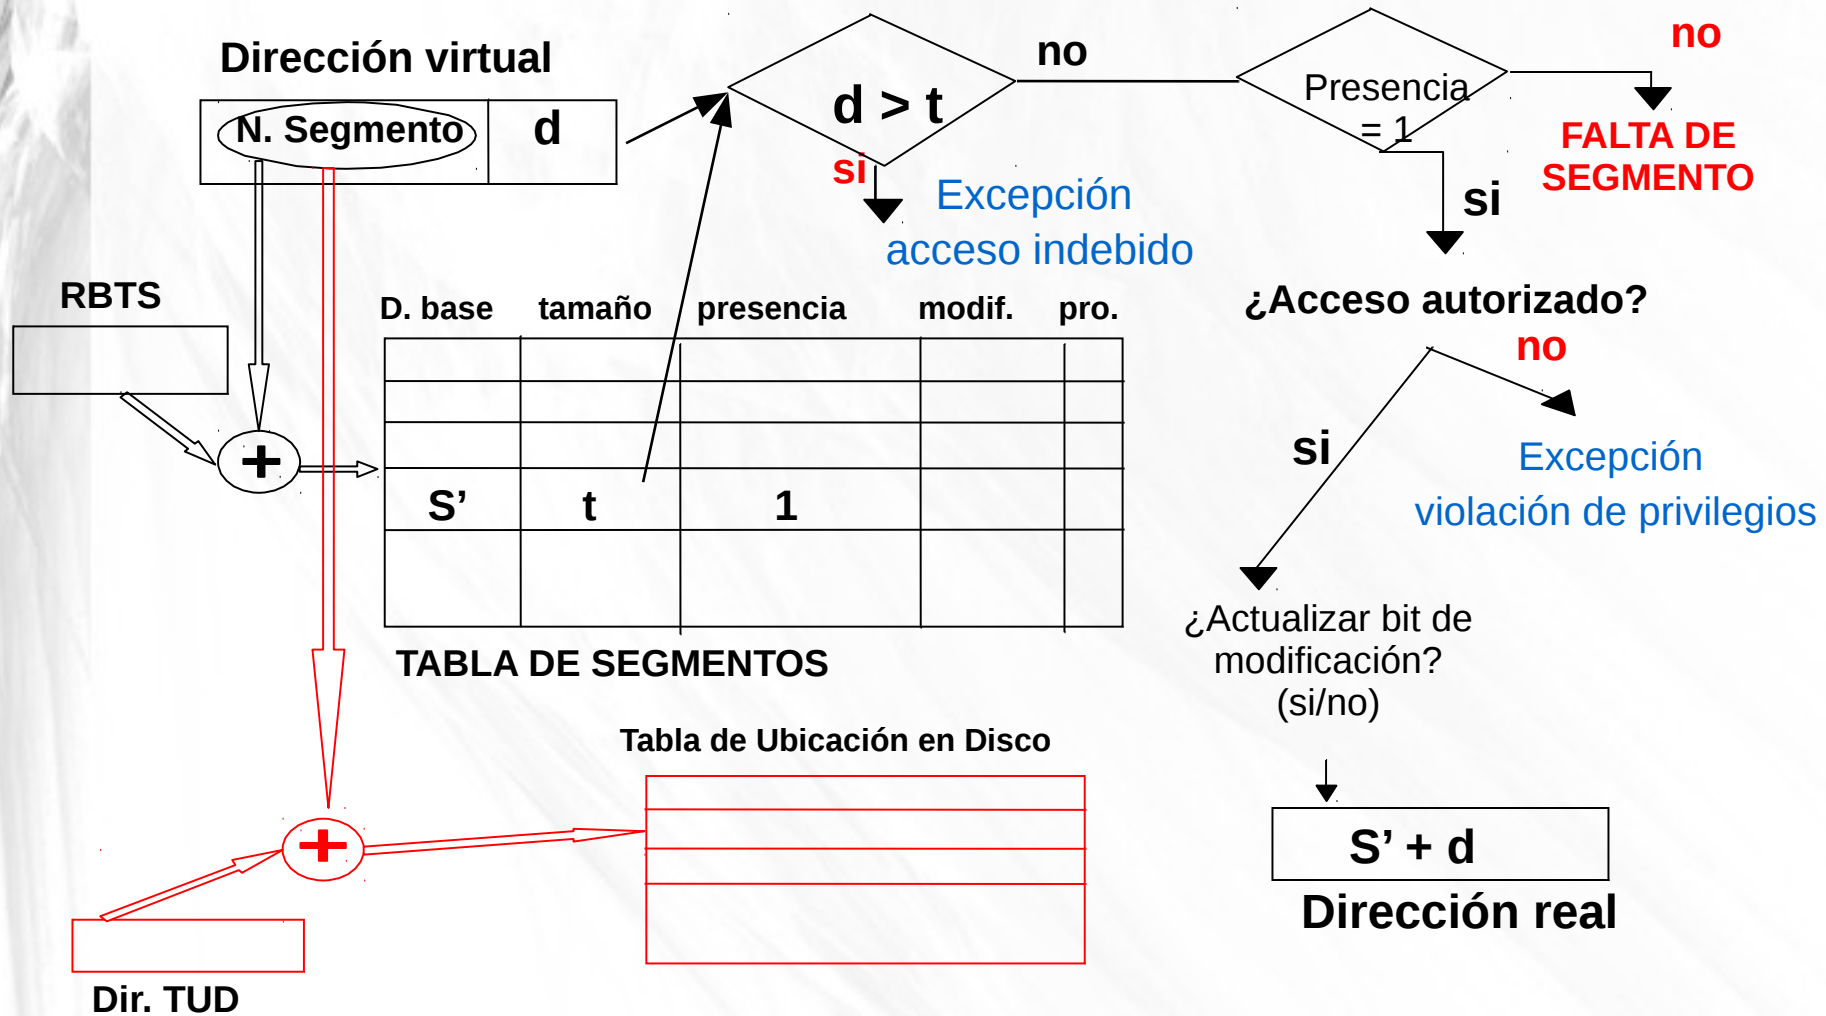 Dirección virtual
N. Segmento
d
d > t
no
si
Excepción
acceso indebido
Presencia
= 1
no
FALTA DE
SEGMENTO
si
¿Acceso autorizado?
no
si
Excepción
violación de privilegios
¿Actualizar bit de
modificación?
(si/no)
S’ + d
Dirección real
RBTS
+
D. base tamaño presencia modif. pro.
S’ t 1
TABLA DE SEGMENTOS
Tabla de Ubicación en Disco
+
Dir. TUD